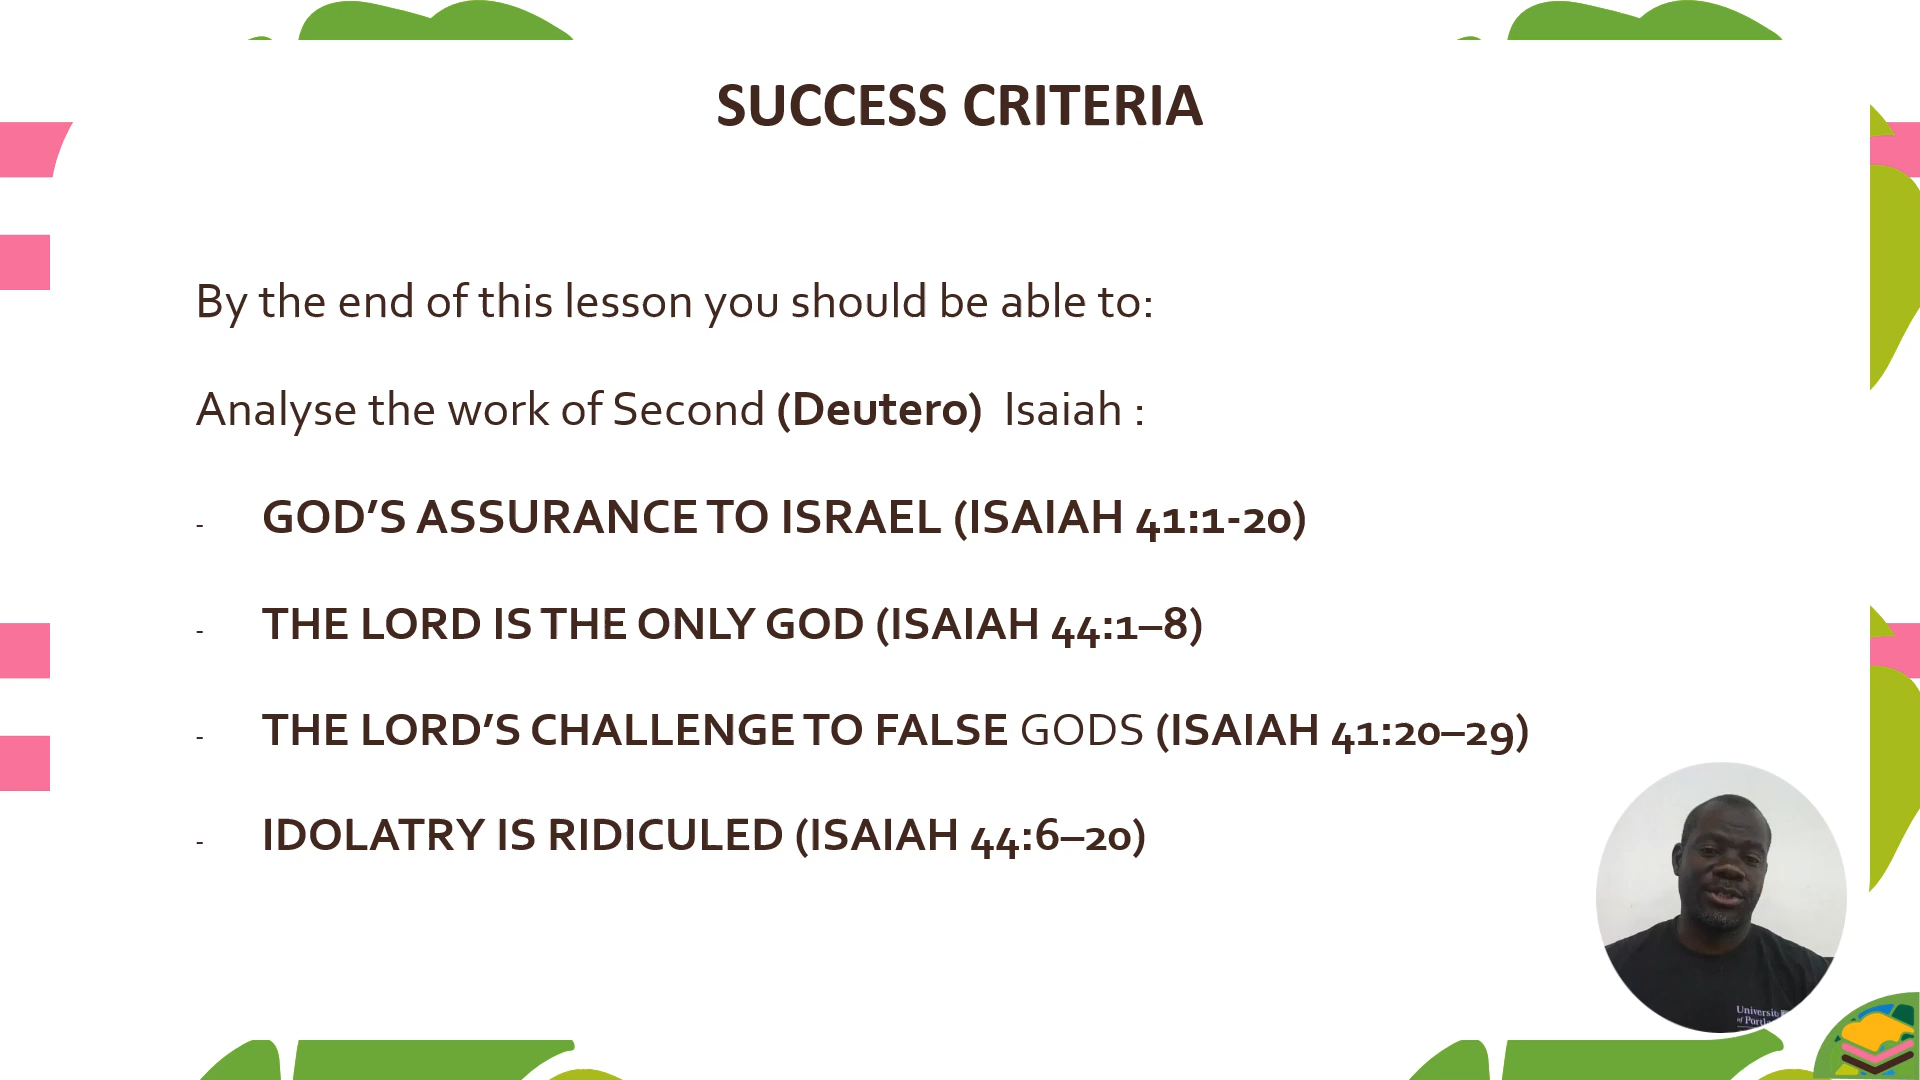 SUCCESS CRITERIA
By the end of this lesson you should be able to:
Analyse the work of Second (Deutero) Isaiah :
- GOD’S ASSURANCE TO ISRAEL (ISAIAH 41:1-20)
- THE LORD IS THE ONLY GOD (ISAIAH 44:1–8)
- THE LORD’S CHALLENGE TO FALSE GODS (ISAIAH 41:20–29)
- IDOLATRY IS RIDICULED (ISAIAH 44:6–20)